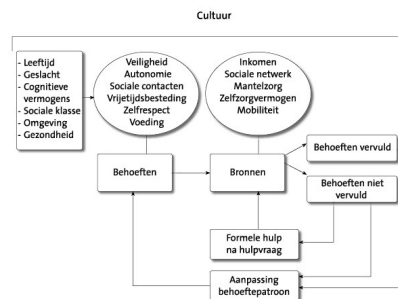 Cultuur
- Leeftijd
- Geslacht
- Cognitieve
vermogens
- Sociale klasse
- Omgeving
- Gezondheid
Veiligheid
Autonomie
Sociale contacten
Vrijetijdsbesteding
Zelfrespect
Voeding
Inkomen
Sociale netwerk
Mantelzorg
Zelfzorgvermogen
Mobiliteit
Behoeften
Bronnen
Behoeften vervuld
Behoeften niet
vervuld
Formele hulp
na hulpvraag
Aanpassing
behoeftepatroon